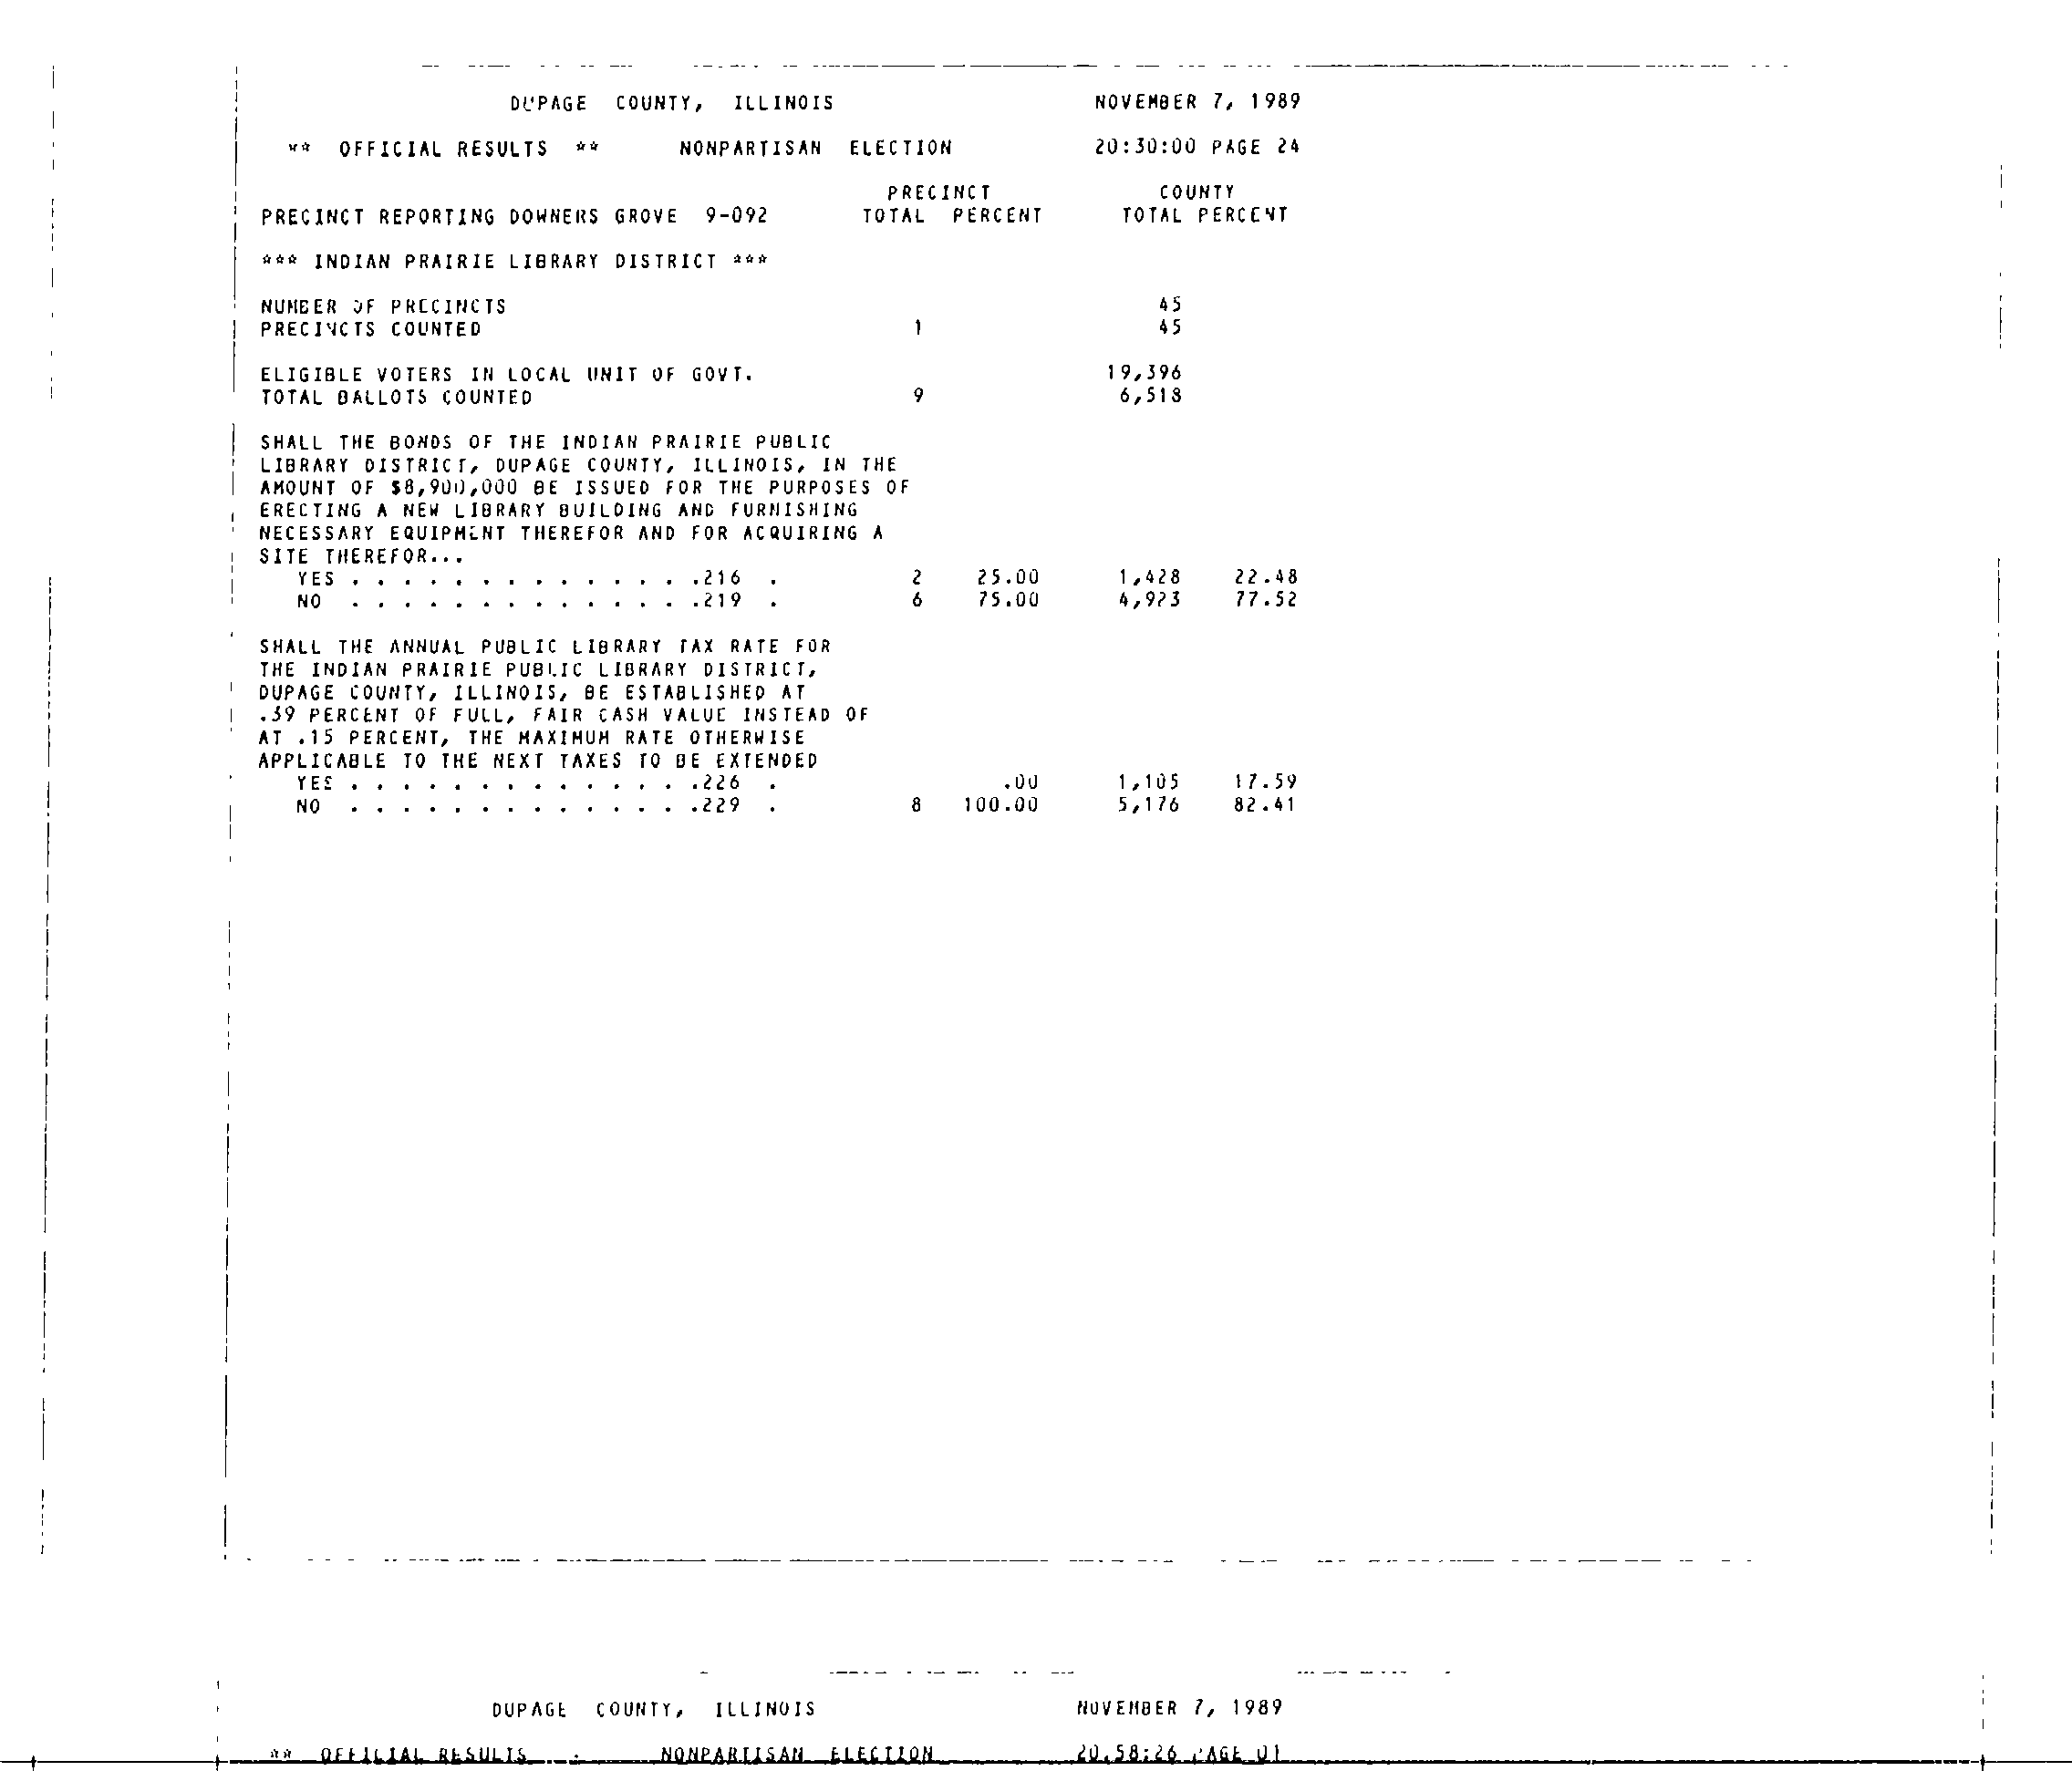 DUPAGE COUNTY, ILLINOIS NOVEMBER 7, 1989
** OFFICIAL RESULTS ** NONPARTISAN ELECTION 20:30:00 PAGE 24
PRECINCT COUNTY
PRECINCT REPORTING DOWNERS GROVE 9-092 TOTAL PERCENT TOTAL PERCENT
*** INDIAN PRAIRIE LIBRARY DISTRICT ***
NUMBER OF PRECINCTS 45
PRECINCTS COUNTED 1 45
ELIGIBLE VOTERS IN LOCAL UNIT OF GOVT. 19,396
TOTAL BALLOTS COUNTED 9 6,518
SHALL THE BONDS OF THE INDIAN PRAIRIE PUBLIC
LIBRARY DISTRICT, DUPAGE COUNTY, ILLINOIS, IN THE
AMOUNT OF $8,900,000 BE ISSUED FOR THE PURPOSES OF
ERECTING A NEW LIBRARY BUILDING AND FURNISHING
NECESSARY EQUIPMENT THEREFOR AND FOR ACQUIRING A
SITE THEREFOR...
YES . . . . . . . . . . . . . .216 . 2 25.00 1,428 22.48
NO . . . . . . . . . . . . . .219 . 6 75.00 4,923 77.52
SHALL THE ANNUAL PUBLIC LIBRARY TAX RATE FOR
THE INDIAN PRAIRIE PUBLIC LIBRARY DISTRICT,
DUPAGE COUNTY, ILLINOIS, BE ESTABLISHED AT
.39 PERCENT OF FULL, FAIR CASH VALUE INSTEAD OF
AT .15 PERCENT, THE MAXIMUM RATE OTHERWISE
APPLICABLE TO THE NEXT TAXES TO BE EXTENDED
YES . . . . . . . . . . . . . .226 . .00 1,105 17.59
NO . . . . . . . . . . . . . .229 . 8 100.00 5,176 82.41
DUPAGE COUNTY, ILLINOIS NOVEMBER 7, 1989
** OFFICIAL RESULTS NONPARTISAN ELECTION 20.58:26 PAGE 01